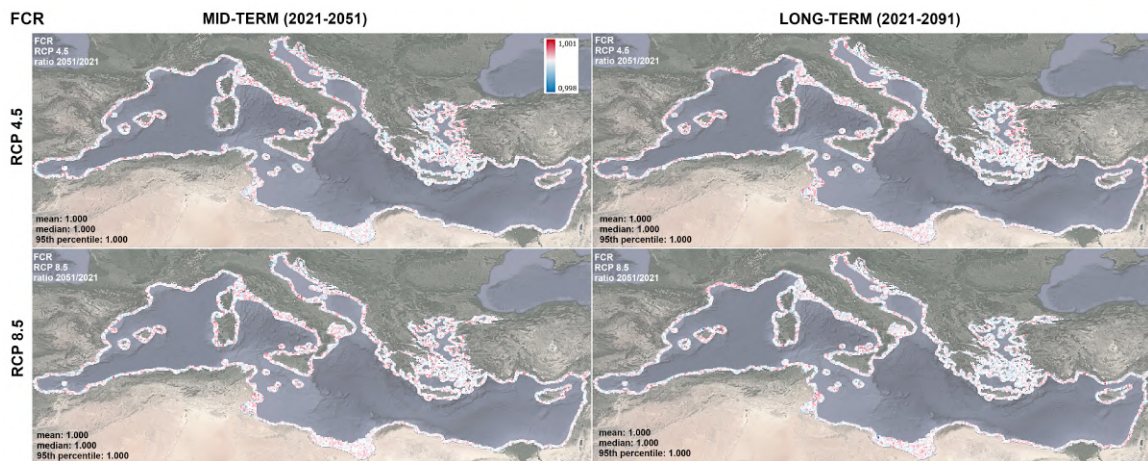 FCR
MID-TERM (2021-2051)
LONG-TERM (2021-2091)
RCP 4.5
FCR
RCP 4.5
ratio 2051/2021
1,001
0,998
mean: 1.000
median: 1.000
95th percentile: 1.000
FCR
RCP 4.5
ratio 2051/2021
mean: 1.000
median: 1.000
95th percentile: 1.000
RCP 8.5
FCR
RCP 8.5
ratio 2051/2021
mean: 1.000
median: 1.000
95th percentile: 1.000
FCR
RCP 8.5
ratio 2051/2021
mean: 1.000
median: 1.000
95th percentile: 1.000